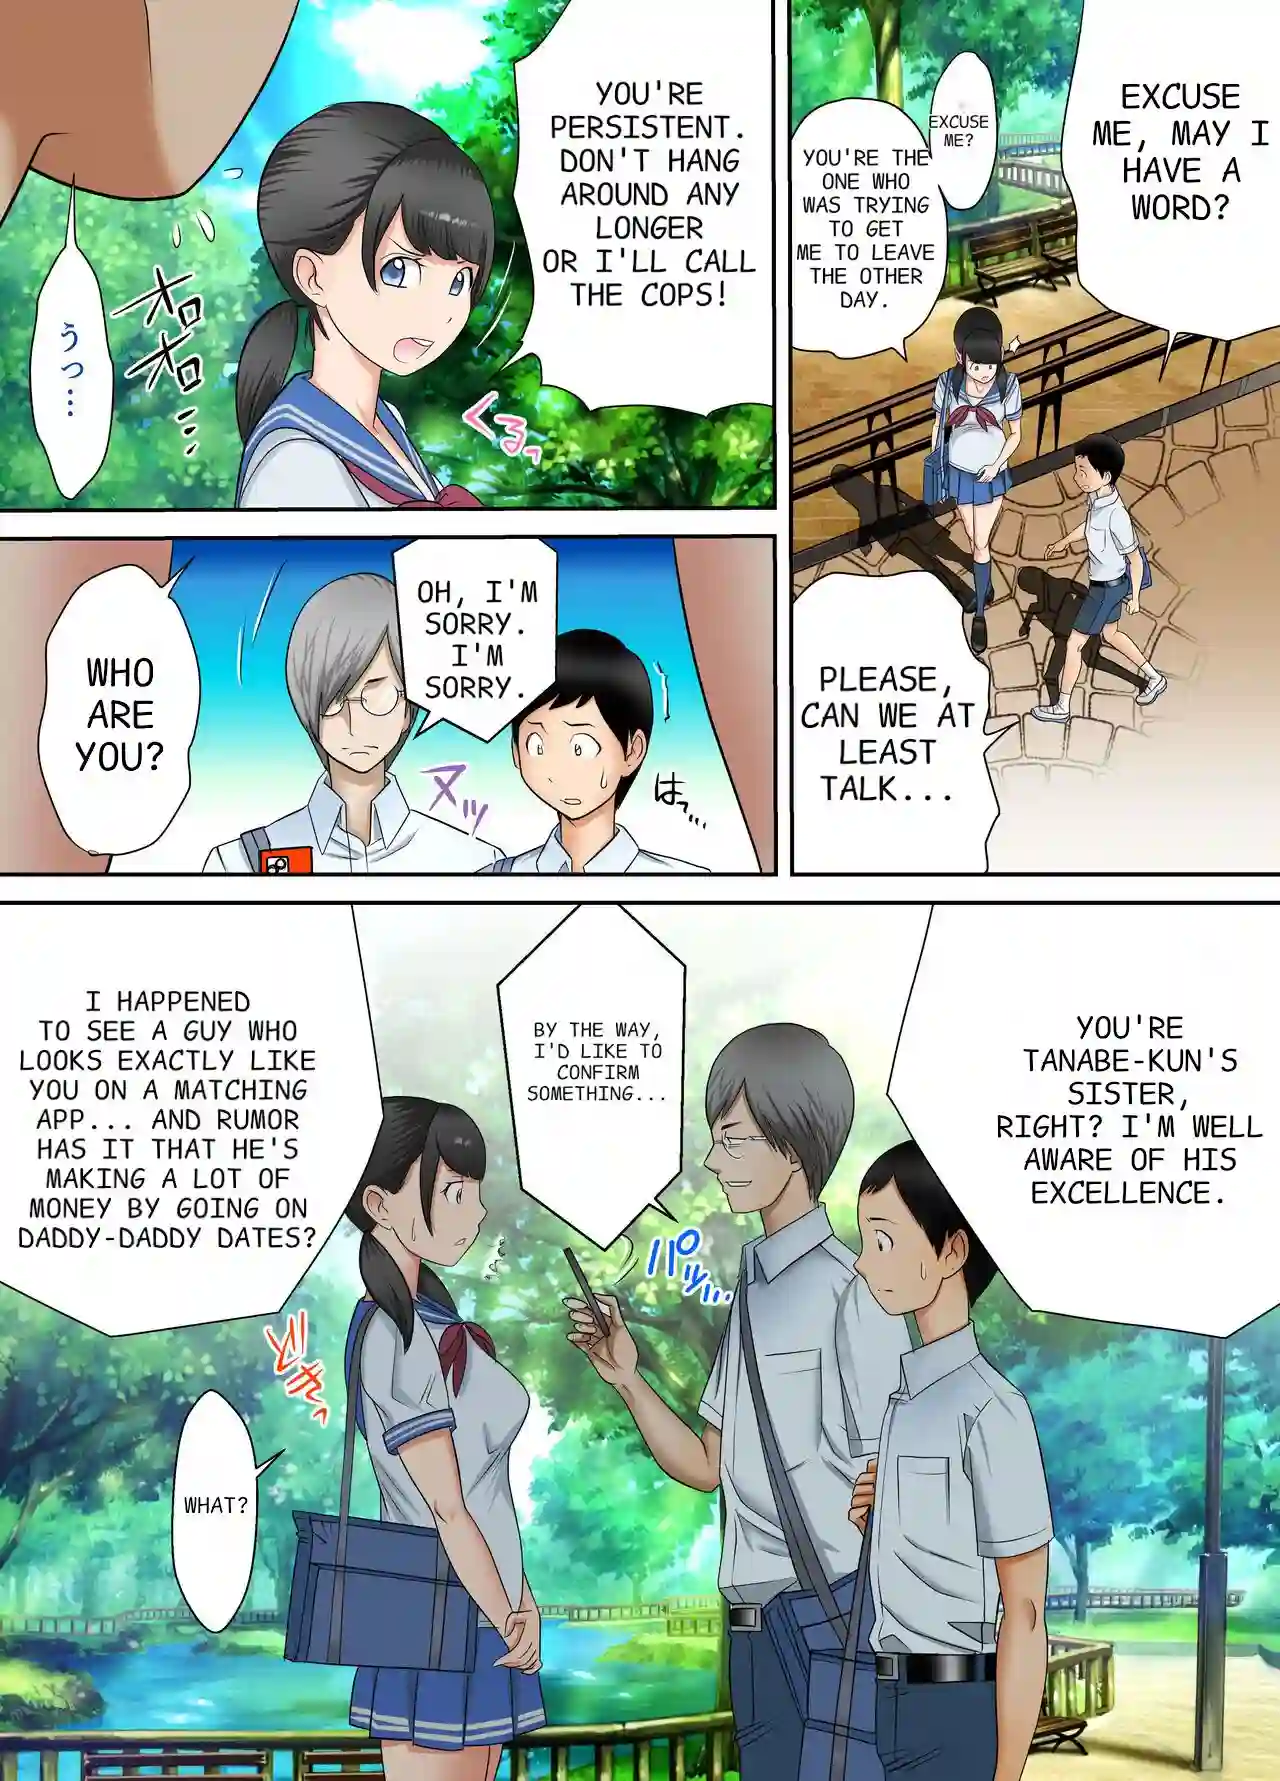 EXCUSE
ME, MAY I
HAVE A
WORD?
EXCUSE
ME?
YOU'RE THE
ONE WHO
WAS TRYING
TO GET
ME TO LEAVE
THE OTHER
DAY.
PLEASE,
CAN WE AT
LEAST
TALK...
YOU'RE
PERSISTENT.
DON'T HANG
AROUND ANY
LONGER
OR I'LL CALL
THE COPS!
くるっ
うっ…
オロ
オロ…
OH, I'M
SORRY.
I'M
SORRY.
WHO
ARE
YOU?
ヌッ
はっ…
YOU'RE
TANABE-KUN'S
SISTER,
RIGHT? I'M WELL
AWARE OF HIS
EXCELLENCE.
BY THE WAY,
I'D LIKE TO
CONFIRM
SOMETHING...
パッ…
I HAPPENED
TO SEE A GUY WHO
LOOKS EXACTLY LIKE
YOU ON A MATCHING
APP... AND RUMOR
HAS IT THAT HE'S
MAKING A LOT OF
MONEY BY GOING ON
DADDY-DADDY DATES?
どきっ
WHAT?